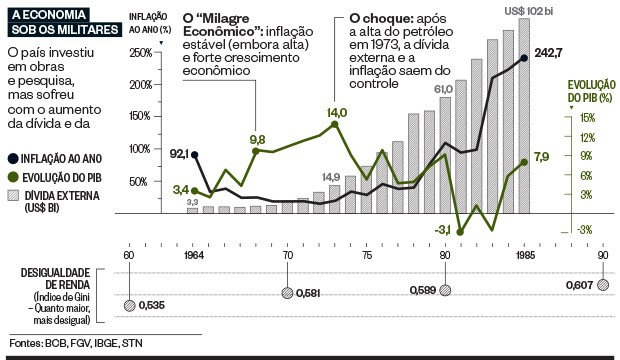 A ECONOMIA
SOB OS MILITARES
O país investiu
em obras
e pesquisa,
mas sofreu
com o aumento
da dívida e da
INFLAÇÃO AO ANO
EVOLUÇÃO DO PIB
DÍVIDA EXTERNA
(US$ BI)
INFLAÇÃO
AO ANO (%)
250%
200%
150%
100%
50%
O “Milagre
Econômico”: inflação
estável (embora alta)
e forte crescimento
econômico
O choque: após
a alta do petróleo
em 1973, a dívida
externa e a
inflação saem do
controle
US$ 102 bi
242,7
EVOLUÇÃO
DO PIB (%)
15%
12%
9%
6%
3%
-3%
92,1
3,4
3,3
9,8
14,0
14,9
61,0
-3,1
7,9
1964
70
75
80
1985
DESIGUALDADE
DE RENDA
(Índice de Gini
– Quanto maior,
mais desigual)
60
90
0,535
0,581
0,589
0,607
Fontes: BOB, FGV, IBGE, STN